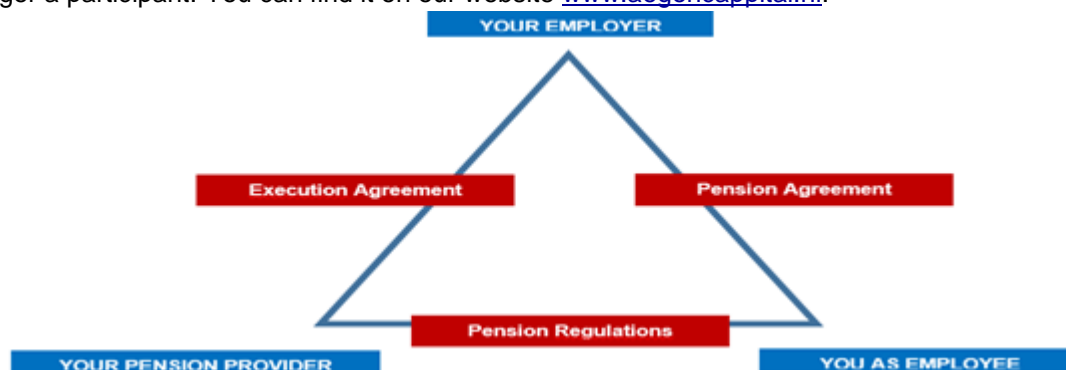 a participant. You can find it on our website
YOUR EMPLOYER
Execution Agreement Pension Agreement
Pension Regulations
YOUR PENSION PROVIDER YOU AS EMPLOYEE